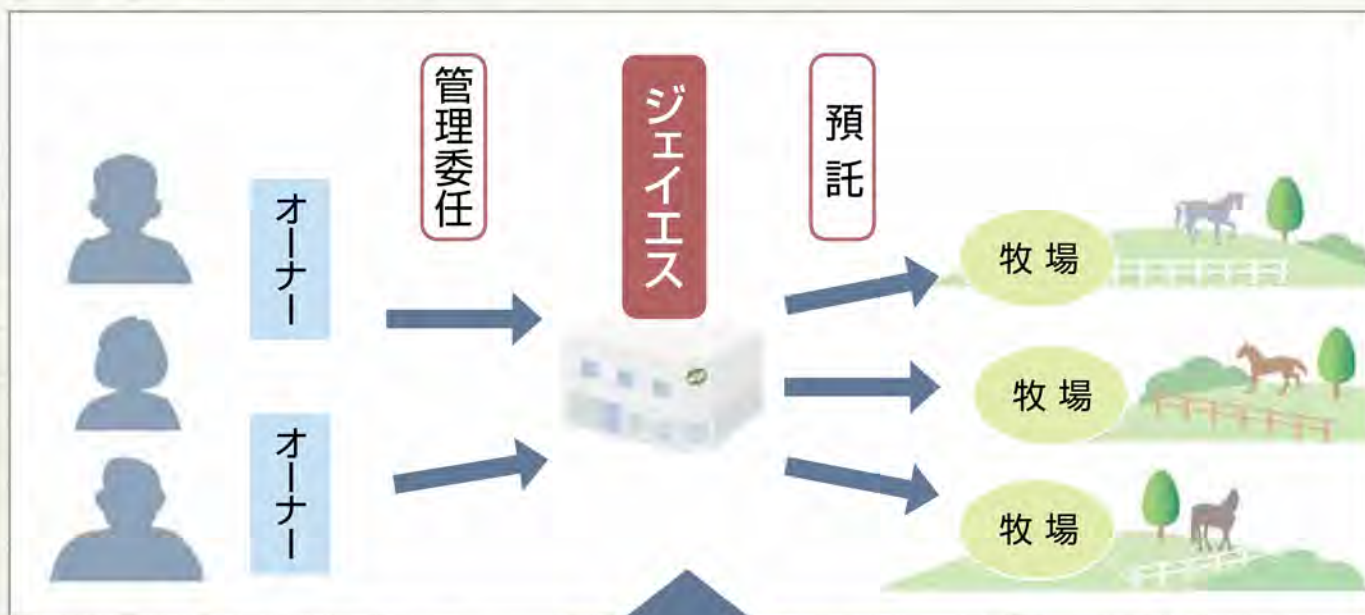 管理委任
ジェイエス
預託
オーナー
オーナー
牧場
牧場
牧場